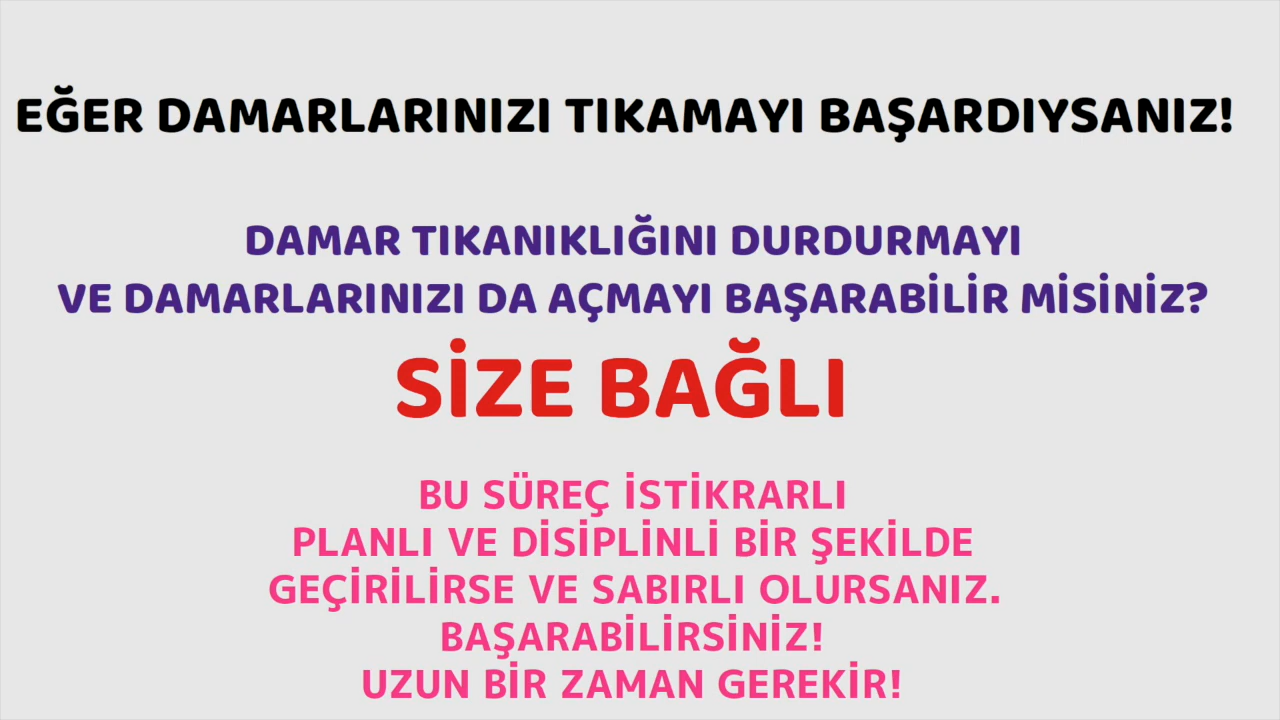 EĞER DAMARLARINIZI TIKAMAYI BAŞARDIYSANIZ!
DAMAR TIKANIKLIĞINI DURDURMAYI
VE DAMARLARINIZI DA AÇMAYI BAŞARABİLİR MİSİNİZ?
SİZE BAĞLI
BU SÜREÇ İSTİKRARLI
PLANLI VE DİSİPLİNLİ BİR ŞEKİLDE
GEÇİRİLİRSE VE SABIRLI OLURSANIZ.
BAŞARABİLİRSİNİZ!
UZUN BİR ZAMAN GEREKİR!